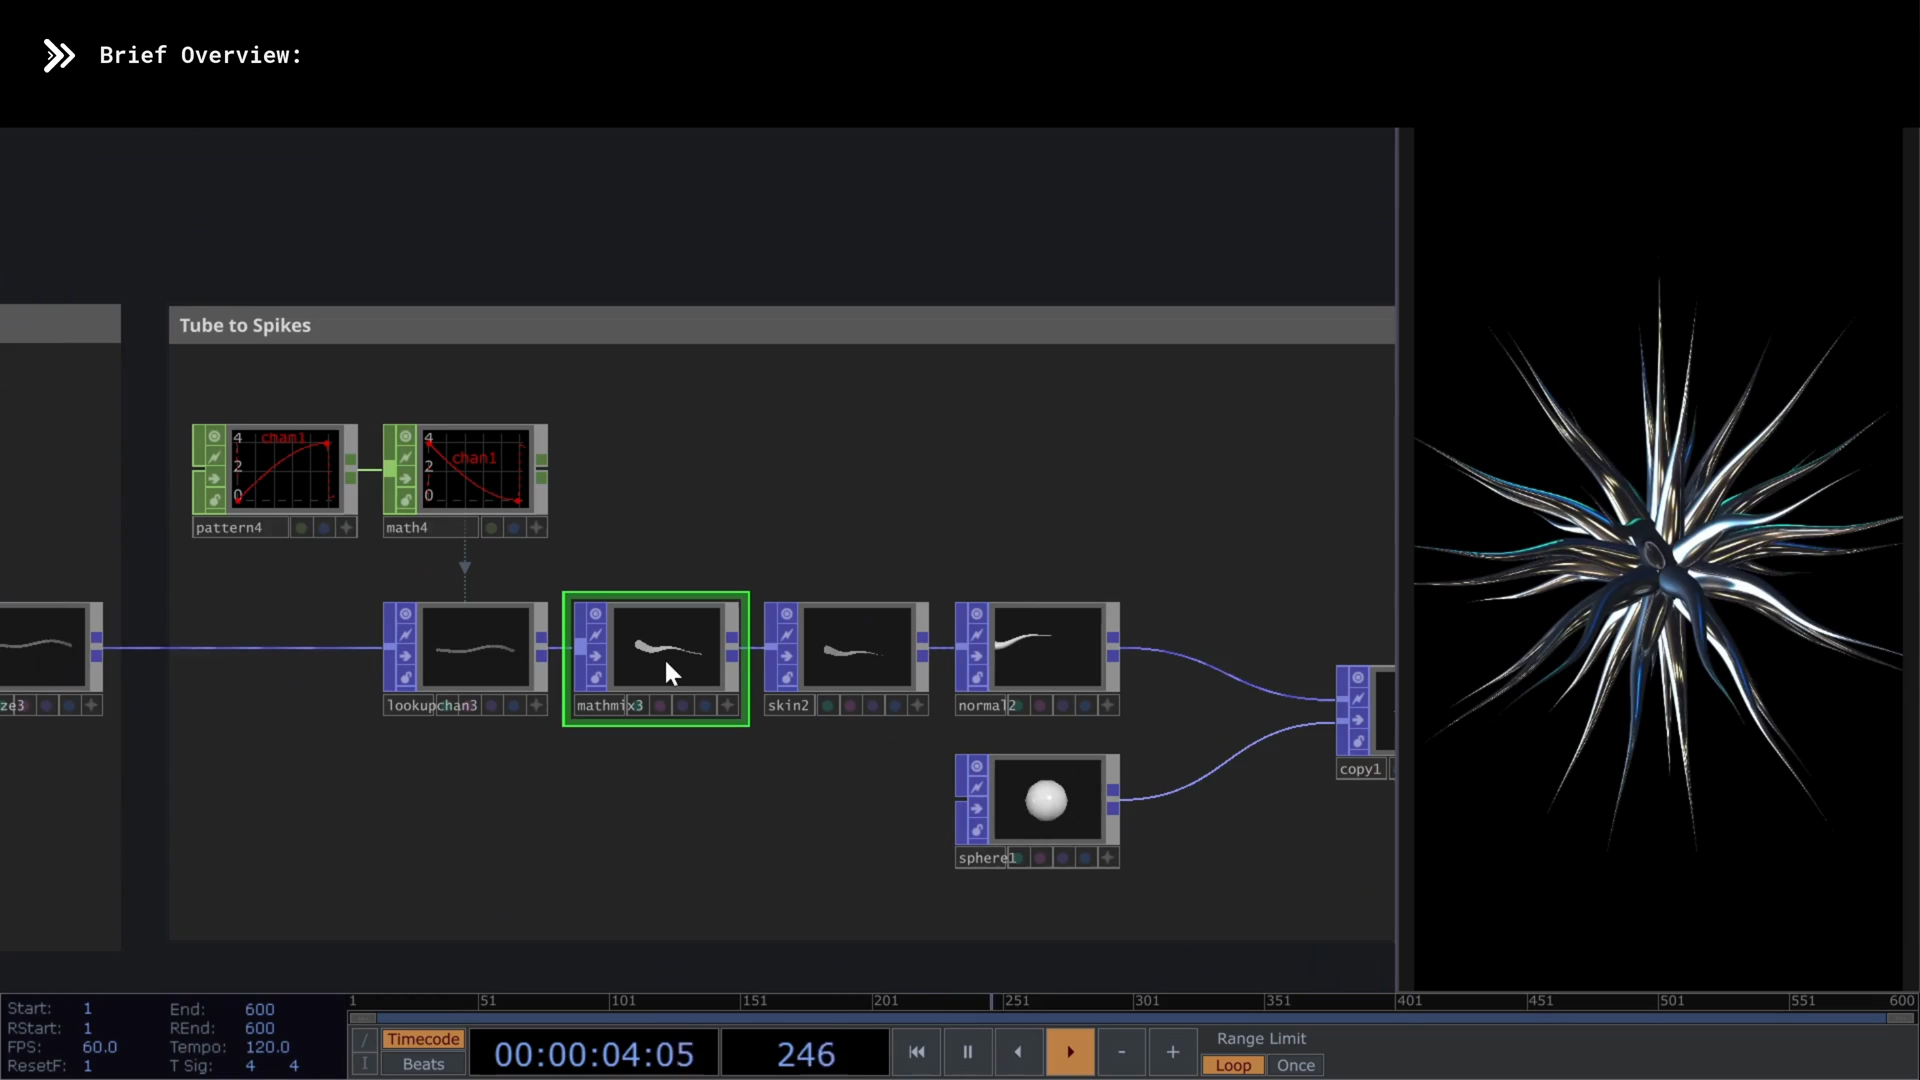 Brief Overview:
Tube to Spikes
4
chan1
2
0
pattern4
4
chan1
2
0
math4
ze3
lookupchan3
mathmix3
skin2
normal2
sphere1
copy1
1 51 101 151 201 251 301 351 401 451 501 551 600
Start: 1 End: 600
RStart: 1 REnd: 600
FPS: 60.0 Tempo: 120.0
ResetF: 1 T Sig: 4 4
/
I
Timecode
Beats
00:00:04:05
246
- +
Range Limit
Loop Once